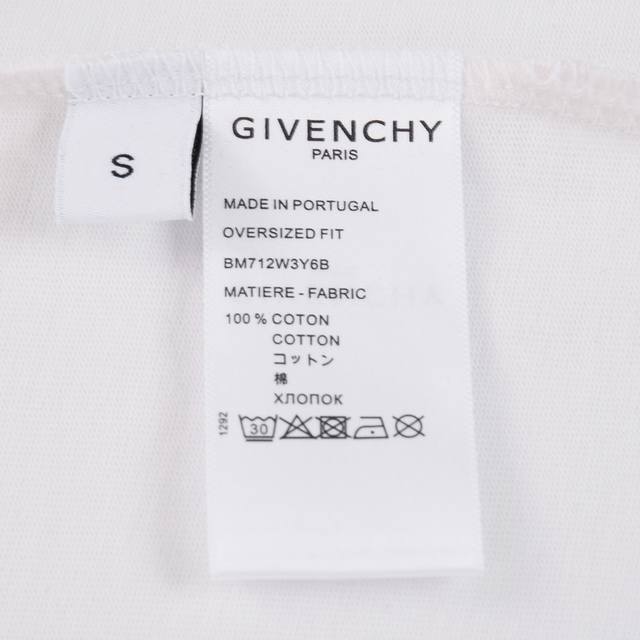 S
GIVENCHY
PARIS
MADE IN PORTUGAL
OVERSIZED FIT
BM712W3Y6B
MATIERE - FABRIC
100 % COTON
COTTON
コットン
棉
ХЛОПОК
1292
30